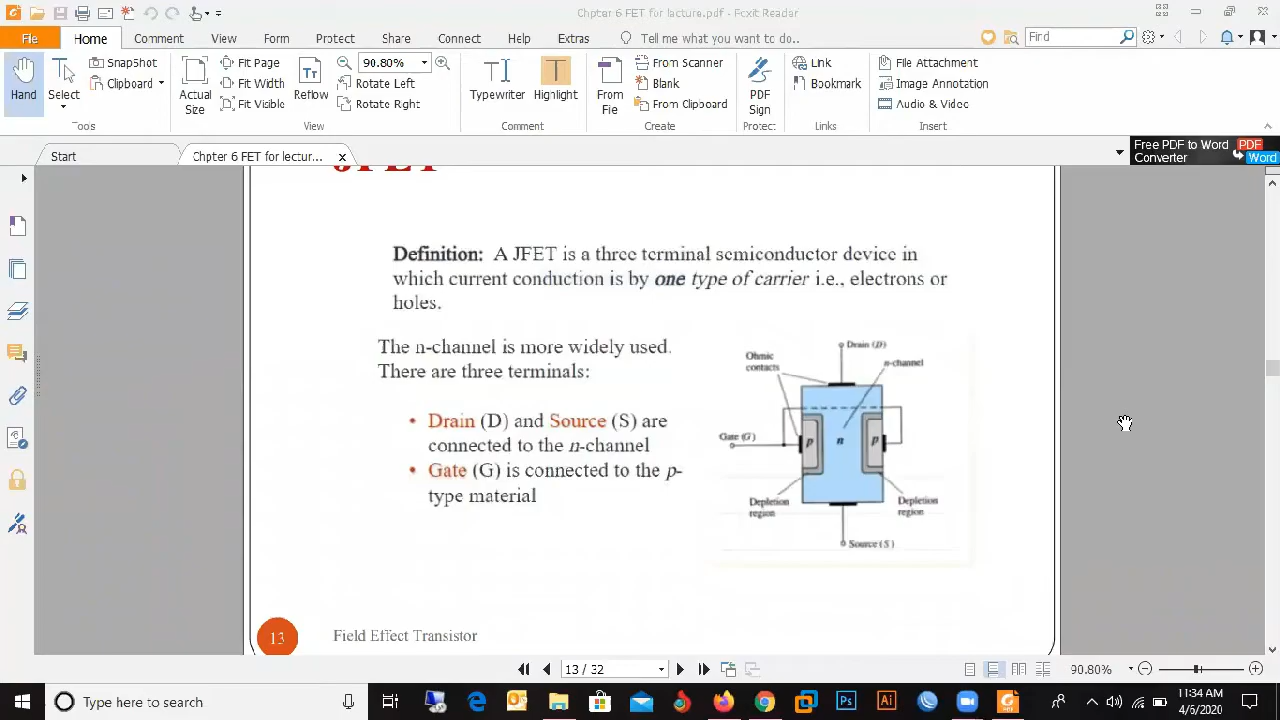 Chpter 6 FET for lecture.pdf - Foxit Reader
File
Home
Comment
View
Form
Protect
Share
Connect
Help
Extras
Tell me what you want to do..
Find
Hand
Select
SnapShot
Clipboard
Tools
Actual
Size
Fit Page
Fit Width
Fit Visible
Reflow
90.80%
Rotate Left
Rotate Right
View
Typewriter
Highlight
Comment
From
File
From Scanner
Blank
From Clipboard
Create
PDF
Sign
Protect
Link
Bookmark
Links
File Attachment
Image Annotation
Audio & Video
Insert
Start
Chpter 6 FET for lectur...
Free PDF to Word
Converter
PDF
Word
JFET
Definition: A JFET is a three terminal semiconductor device in
which current conduction is by one type of carrier i.e., electrons or
holes.
The n-channel is more widely used.
There are three terminals:
• Drain (D) and Source (S) are
connected to the n-channel
• Gate (G) is connected to the p-
type material
Drain (D)
Ohmic
contacts
n-channel
Gate (G)
p
n
p
Depletion
region
Depletion
region
Source (S)
13
Field Effect Transistor
13 / 32
90.80%
Type here to search
Ps
Ai
11:34 AM
4/6/2020